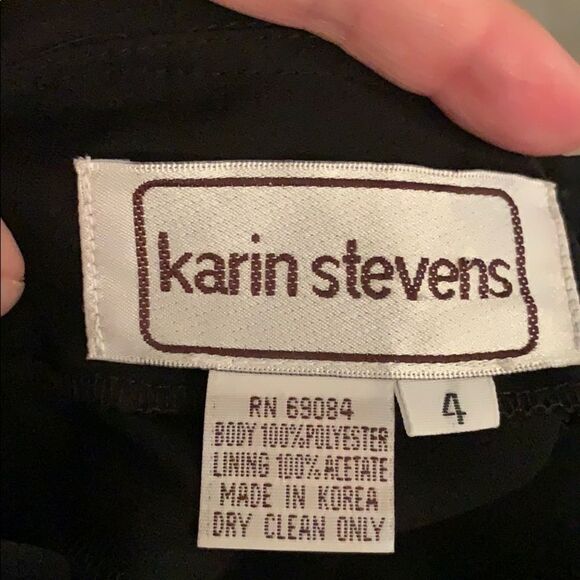 karin stevens
4
RN 69084
BODY 100%POLYESTER
LINING 100%ACETATE
MADE IN KOREA
DRY CLEAN ONLY